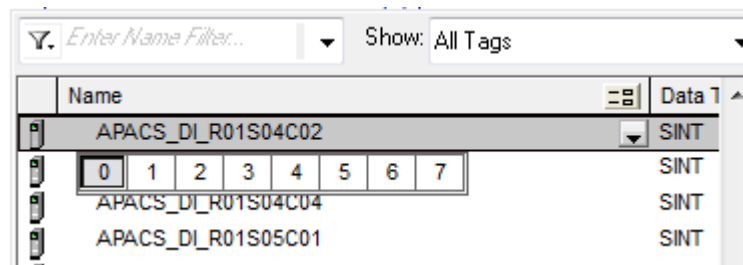 Enter Name Filter... Show: All Tags
Name Data T
APACS_DI_R01S04C02 SINT
0 1 2 3 4 5 6 7 SINT
APACS_DI_R01S04C04 SINT
APACS_DI_R01S05C01 SINT